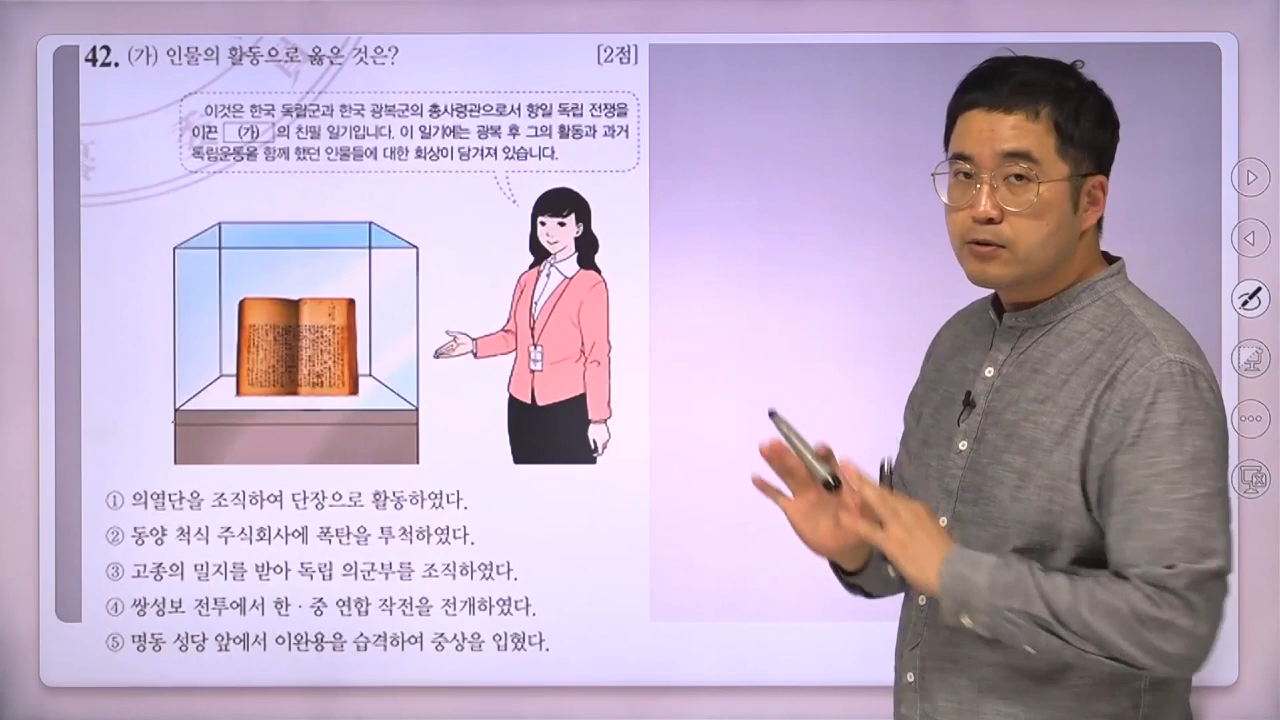 42. (가) 인물의 활동으로 옳은 것은? [2점]
이것은 한국 독립군과 한국 광복군의 총사령관으로서 항일 독립 전쟁을
이끈 (가) 의 친필 일기입니다. 이 일기에는 광복 후 그의 활동과 과거
독립운동을 함께 했던 인물들에 대한 회상이 담겨져 있습니다.
① 의열단을 조직하여 단장으로 활동하였다.
② 동양 척식 주식회사에 폭탄을 투척하였다.
③ 고종의 밀지를 받아 독립 의군부를 조직하였다.
④ 쌍성보 전투에서 한·중 연합 작전을 전개하였다.
⑤ 명동 성당 앞에서 이완용을 습격하여 중상을 입혔다.